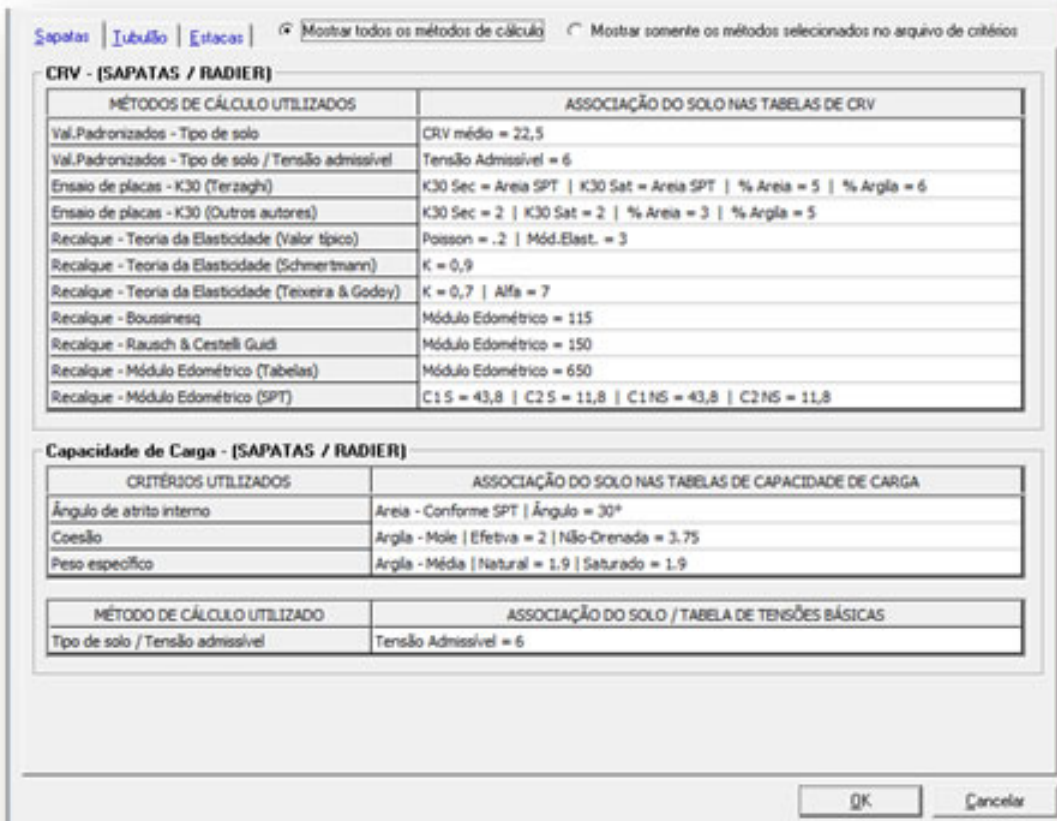 Sapatas Tubulão Estacas Mostrar todos os métodos de cálculo Mostrar somente os métodos selecionados no arquivo de critérios
CRV - (SAPATAS / RADIER)
MÉTODOS DE CÁLCULO UTILIZADOS ASSOCIAÇÃO DO SOLO NAS TABELAS DE CRV
Val.Padronizados - Tipo de solo CRV médio = 22,5
Val.Padronizados - Tipo de solo / Tensão admissível Tensão Admissível = 6
Ensaio de placas - K30 (Terzaghi) K30 Sec = Areia SPT | K30 Sat = Areia SPT | % Areia = 5 | % Argila = 6
Ensaio de placas - K30 (Outros autores) K30 Sec = 2 | K30 Sat = 2 | % Areia = 3 | % Argila = 5
Recalque - Teoria da Elasticidade (Valor típico) Poisson = .2 | Mód.Elast. = 3
Recalque - Teoria da Elasticidade (Schmertmann) K = 0,9
Recalque - Teoria da Elasticidade (Teixeira & Godoy) K = 0,7 | Alfa = 7
Recalque - Boussinesq Módulo Edométrico = 115
Recalque - Rausch & Cestelli Guidi Módulo Edométrico = 150
Recalque - Módulo Edométrico (Tabelas) Módulo Edométrico = 650
Recalque - Módulo Edométrico (SPT) C1S = 43,8 | C2S = 11,8 | C1NS = 43,8 | C2NS = 11,8
Capacidade de Carga - (SAPATAS / RADIER)
CRITÉRIOS UTILIZADOS ASSOCIAÇÃO DO SOLO NAS TABELAS DE CAPACIDADE DE CARGA
Ângulo de atrito interno Areia - Conforme SPT | Ângulo = 30°
Coesão Argila - Mole | Efetiva = 2 | Não-Drenada = 3.75
Peso específico Argila - Média | Natural = 1.9 | Saturado = 1.9
MÉTODO DE CÁLCULO UTILIZADO ASSOCIAÇÃO DO SOLO / TABELA DE TENSÕES BÁSICAS
Tipo de solo / Tensão admissível Tensão Admissível = 6
OK Cancelar